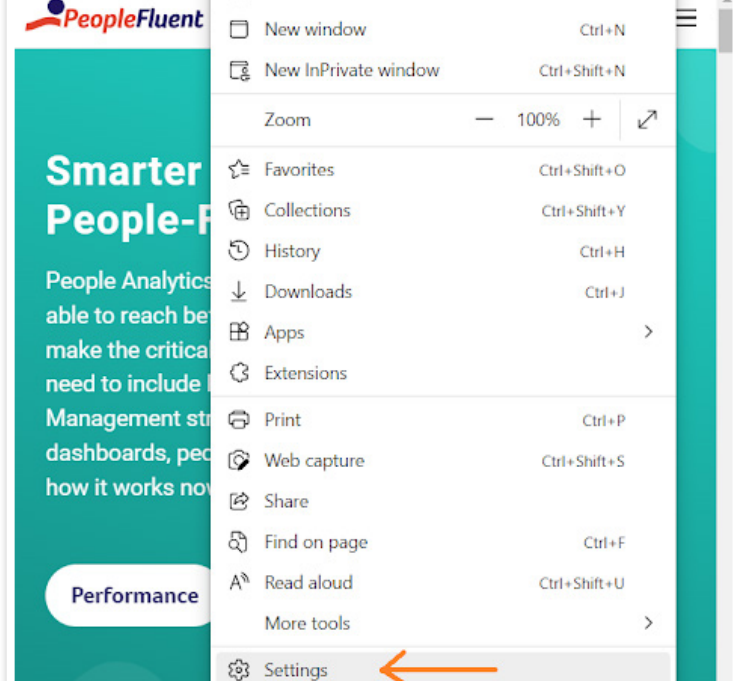 PeopleFluent
New window Ctrl+N
New InPrivate window Ctrl+Shift+N
Zoom — 100% +
Favorites Ctrl+Shift+O
Collections Ctrl+Shift+Y
History Ctrl+H
Downloads Ctrl+J
Apps
Extensions
Print Ctrl+P
Web capture Ctrl+Shift+S
Share
Find on page Ctrl+F
Read aloud Ctrl+Shift+U
More tools
Settings
Smarter
People-F
People Analytics
able to reach be
make the critical
need to include
Management str
dashboards, peo
how it works now
Performance